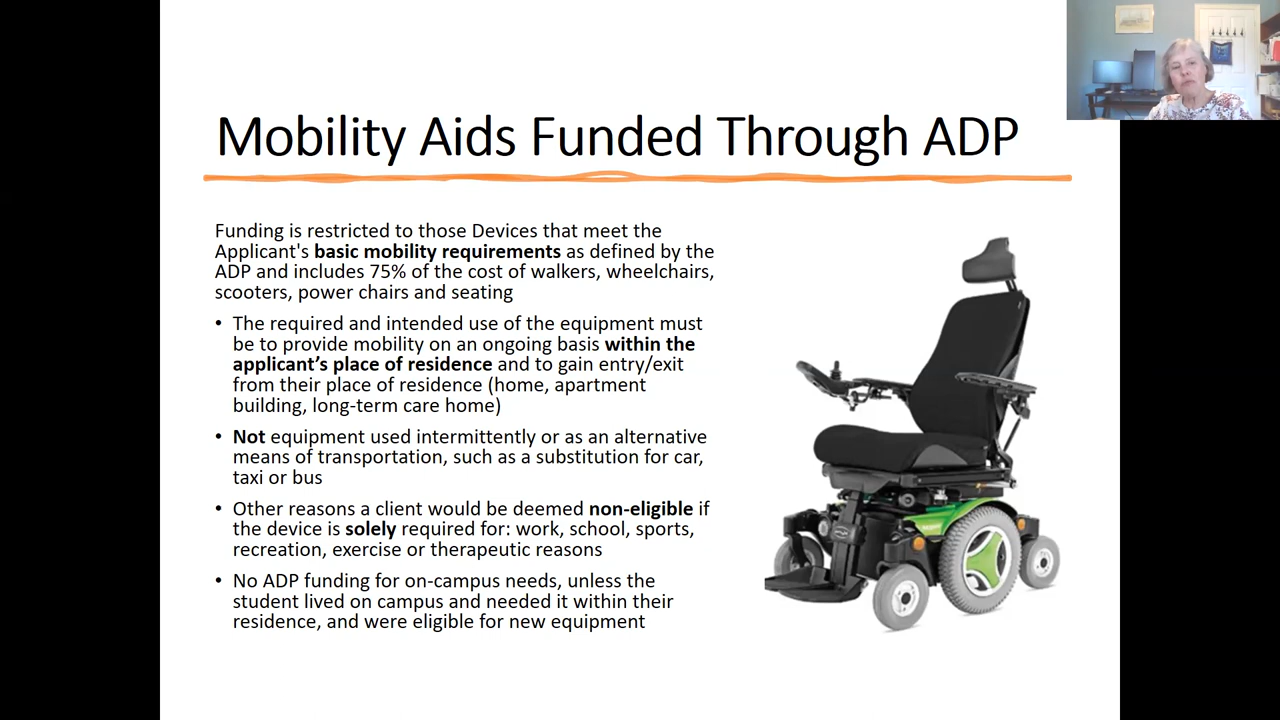 Mobility Aids Funded Through ADP
Funding is restricted to those Devices that meet the
Applicant's basic mobility requirements as defined by the
ADP and includes 75% of the cost of walkers, wheelchairs,
scooters, power chairs and seating
• The required and intended use of the equipment must
be to provide mobility on an ongoing basis within the
applicant’s place of residence and to gain entry/exit
from their place of residence (home, apartment
building, long-term care home)
• Not equipment used intermittently or as an alternative
means of transportation, such as a substitution for car,
taxi or bus
• Other reasons a client would be deemed non-eligible if
the device is solely required for: work, school, sports,
recreation, exercise or therapeutic reasons
• No ADP funding for on-campus needs, unless the
student lived on campus and needed it within their
residence, and were eligible for new equipment